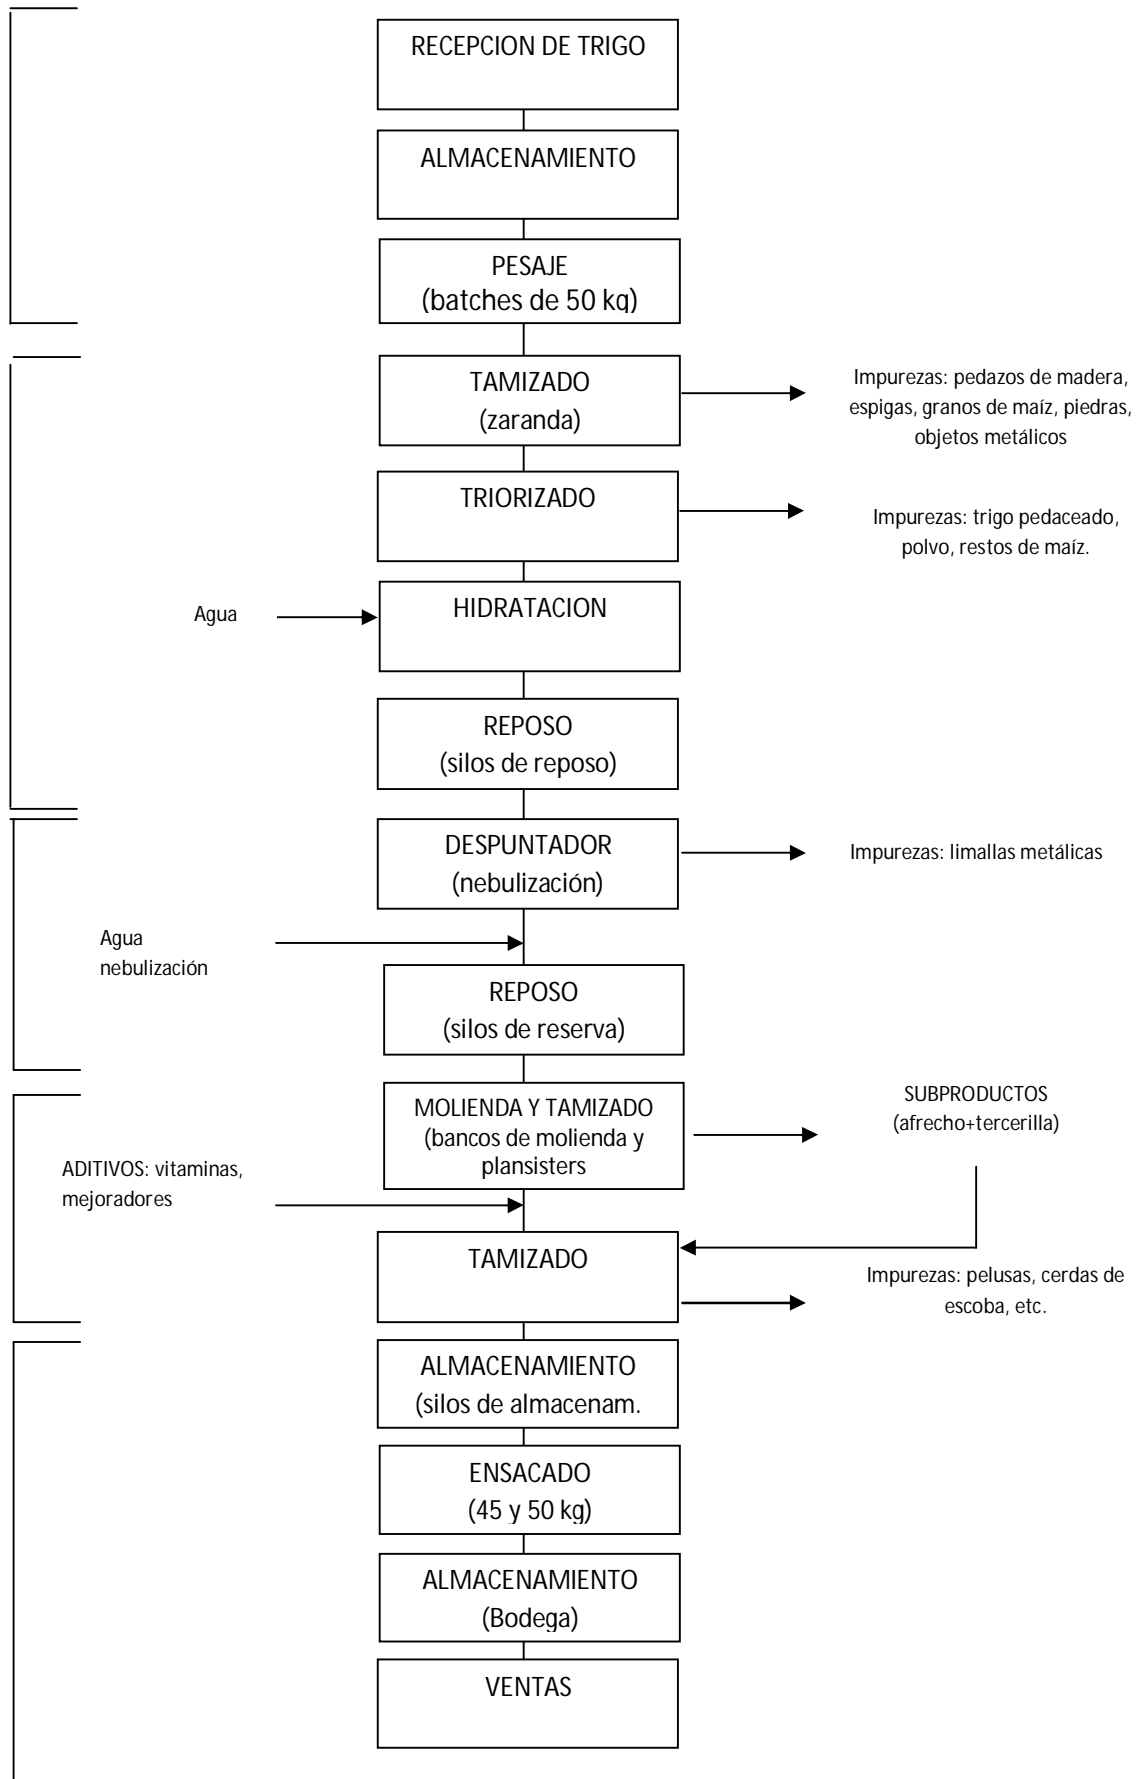 RECEPCION DE TRIGO
ALMACENAMIENTO
PESAJE
(batches de 50 kg)
TAMIZADO
(zaranda)
Impurezas: pedazos de madera,
espigas, granos de maíz, piedras,
objetos metálicos
TRIORIZADO
Impurezas: trigo pedaceado,
polvo, restos de maíz.
Agua
HIDRATACION
REPOSO
(silos de reposo)
DESPUNTADOR
(nebulización)
Impurezas: limallas metálicas
Agua
nebulización
REPOSO
(silos de reserva)
MOLIENDA Y TAMIZADO
(bancos de molienda y
plansisters
SUBPRODUCTOS
(afrecho+tercerilla)
ADITIVOS: vitaminas,
mejoradores
TAMIZADO
Impurezas: pelusas, cerdas de
escoba, etc.
ALMACENAMIENTO
(silos de almacenam.
ENSACADO
(45 y 50 kg)
ALMACENAMIENTO
(Bodega)
VENTAS